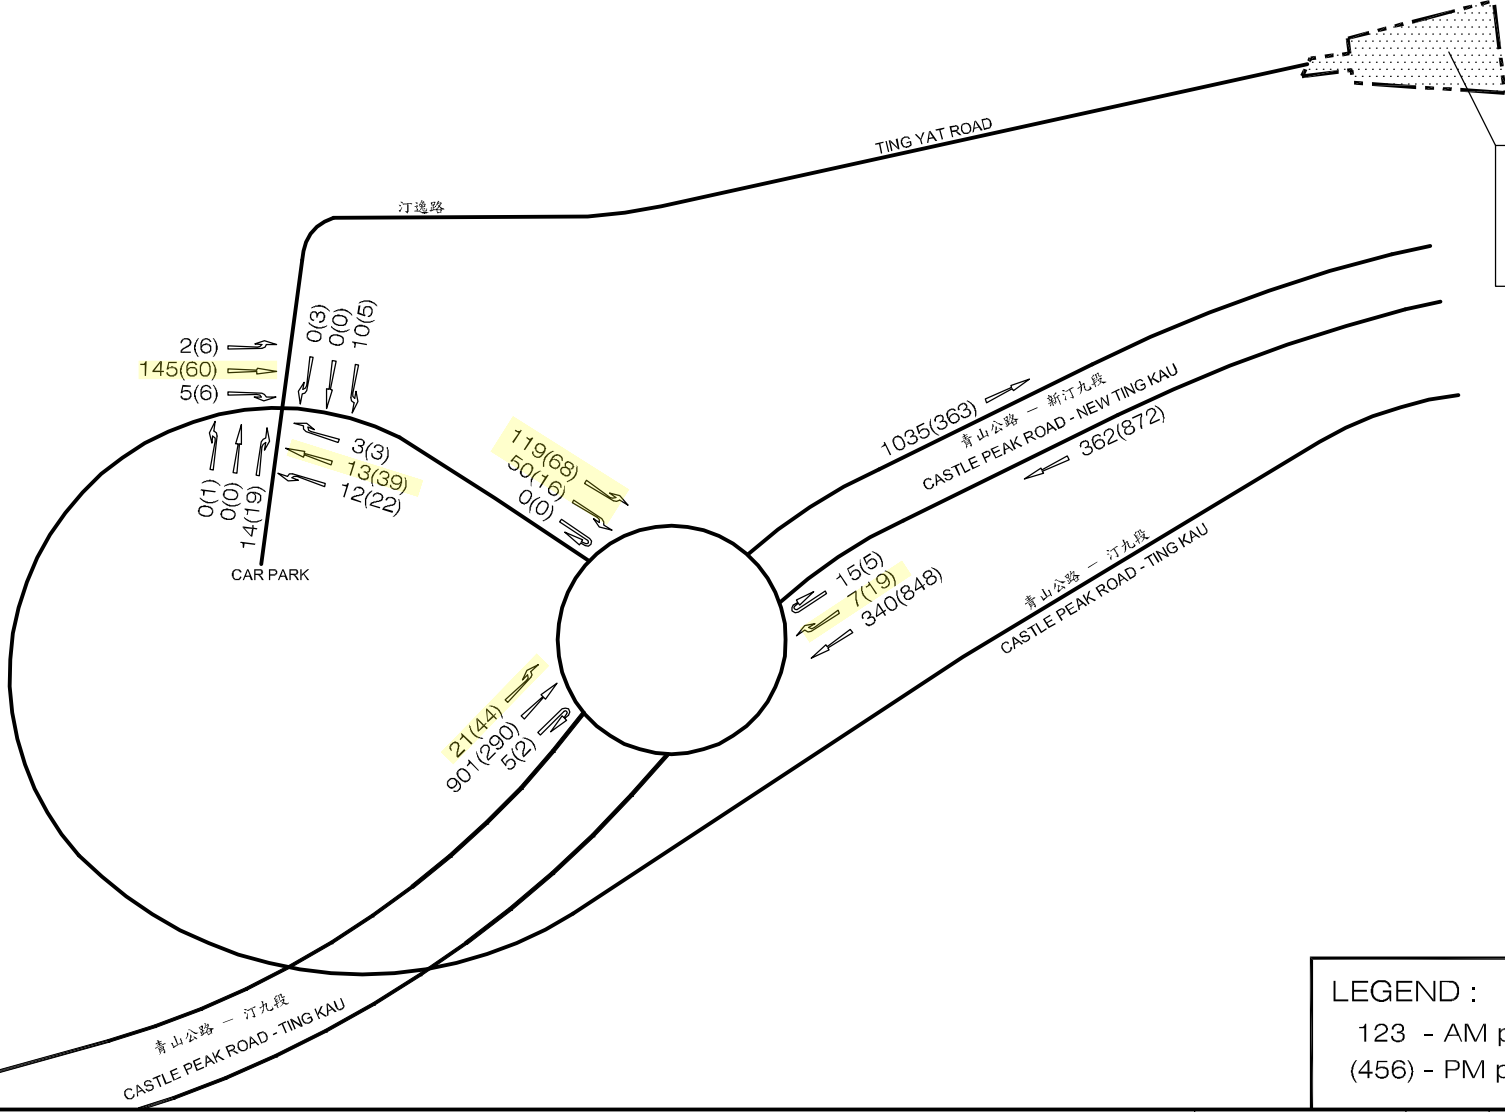 TING YAT ROAD
汀逸路
0(3)
0(0)
10(5)
2(6)
145(60)
5(6)
3(3)
13(39)
12(22)
0(1)
0(0)
14(19)
CAR PARK
119(68)
50(16)
0(0)
1035(363)
青山公路 － 新汀九段
CASTLE PEAK ROAD - NEW TING KAU
362(872)
15(5)
7(19)
340(848)
青山公路 － 汀九段
CASTLE PEAK ROAD - TING KAU
21(44)
901(290)
5(2)
青山公路 － 汀九段
CASTLE PEAK ROAD - TING KAU
LEGEND :
123 - AM p
(456) - PM p